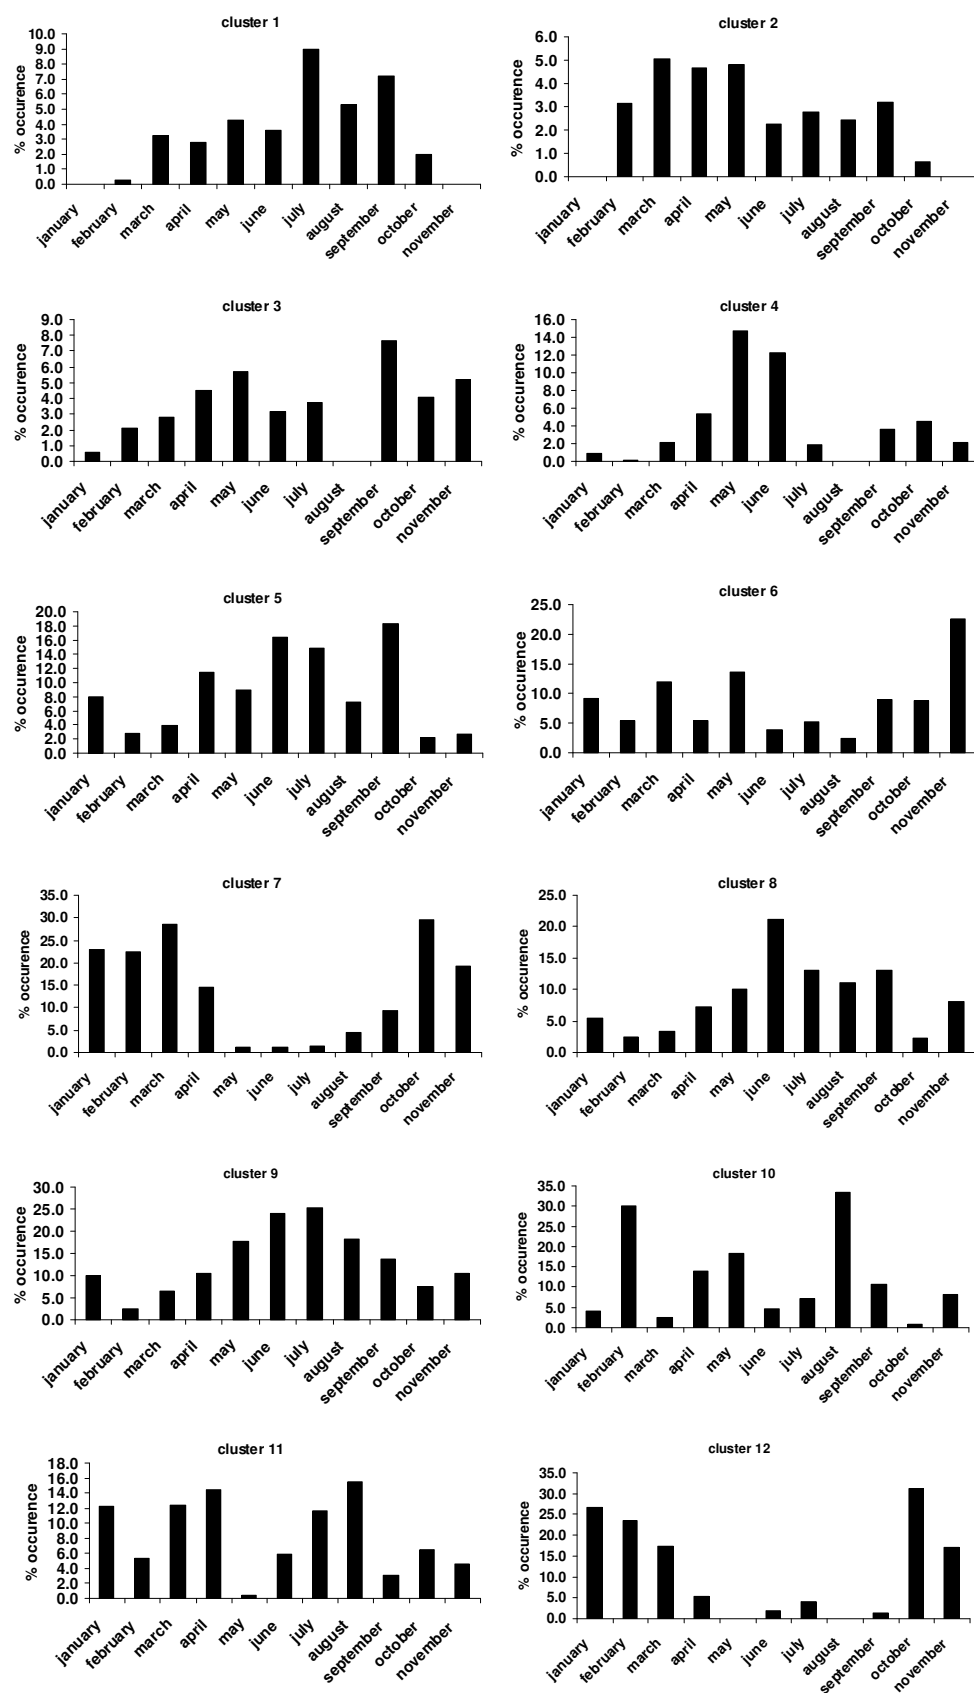 cluster 1
% occurence
10.0
9.0
8.0
7.0
6.0
5.0
4.0
3.0
2.0
1.0
0.0
january
february
march
april
may
june
july
august
september
october
november
cluster 2
% occurence
6.0
5.0
4.0
3.0
2.0
1.0
0.0
january
february
march
april
may
june
july
august
september
october
november
cluster 3
% occurence
9.0
8.0
7.0
6.0
5.0
4.0
3.0
2.0
1.0
0.0
january
february
march
april
may
june
july
august
september
october
november
cluster 4
% occurence
16.0
14.0
12.0
10.0
8.0
6.0
4.0
2.0
0.0
january
february
march
april
may
june
july
august
september
october
november
cluster 5
% occurence
20.0
18.0
16.0
14.0
12.0
10.0
8.0
6.0
4.0
2.0
0.0
january
february
march
april
may
june
july
august
september
october
november
cluster 6
% occurence
25.0
20.0
15.0
10.0
5.0
0.0
january
february
march
april
may
june
july
august
september
october
november
cluster 7
% occurence
35.0
30.0
25.0
20.0
15.0
10.0
5.0
0.0
january
february
march
april
may
june
july
august
september
october
november
cluster 8
% occurence
25.0
20.0
15.0
10.0
5.0
0.0
january
february
march
april
may
june
july
august
september
october
november
cluster 9
% occurence
30.0
25.0
20.0
15.0
10.0
5.0
0.0
january
february
march
april
may
june
july
august
september
october
november
cluster 10
% occurence
35.0
30.0
25.0
20.0
15.0
10.0
5.0
0.0
january
february
march
april
may
june
july
august
september
october
november
cluster 11
% occurence
18.0
16.0
14.0
12.0
10.0
8.0
6.0
4.0
2.0
0.0
january
february
march
april
may
june
july
august
september
october
november
cluster 12
% occurence
35.0
30.0
25.0
20.0
15.0
10.0
5.0
0.0
january
february
march
april
may
june
july
august
september
october
november